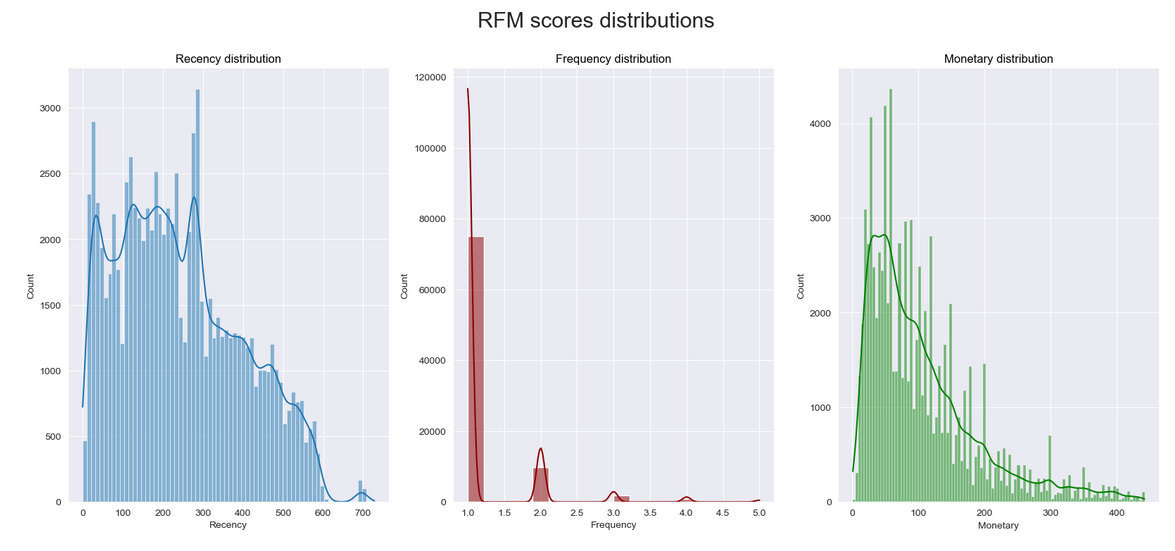 RFM scores distributions
Recency distribution
Count
3000
2500
2000
1500
1000
500
0
0 100 200 300 400 500 600 700
Recency
Frequency distribution
Count
120000
100000
80000
60000
40000
20000
0
1.0 1.5 2.0 2.5 3.0 3.5 4.0 4.5 5.0
Frequency
Monetary distribution
Count
4000
3000
2000
1000
0
0 100 200 300 400
Monetary